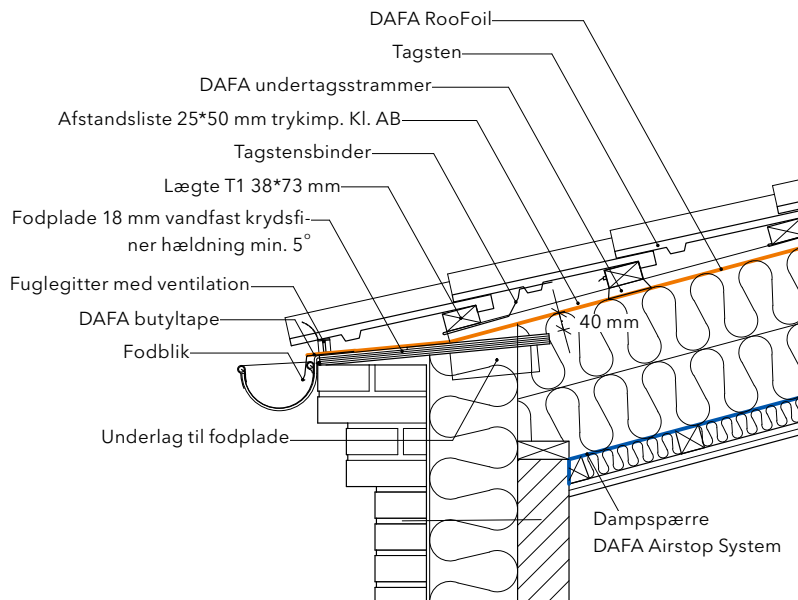 DAFA RooFoil
Tagsten
DAFA undertagsstrammer
Afstandsliste 25*50 mm trykimp. Kl. AB
Tagstensbinder
Lægte T1 38*73 mm
Fodplade 18 mm vandfast krydsfi-
ner hældning min. 5°
Fuglegitter med ventilation
DAFA butyltape
40 mm
Fodblik
Underlag til fodplade
Dampspærre
DAFA Airstop System